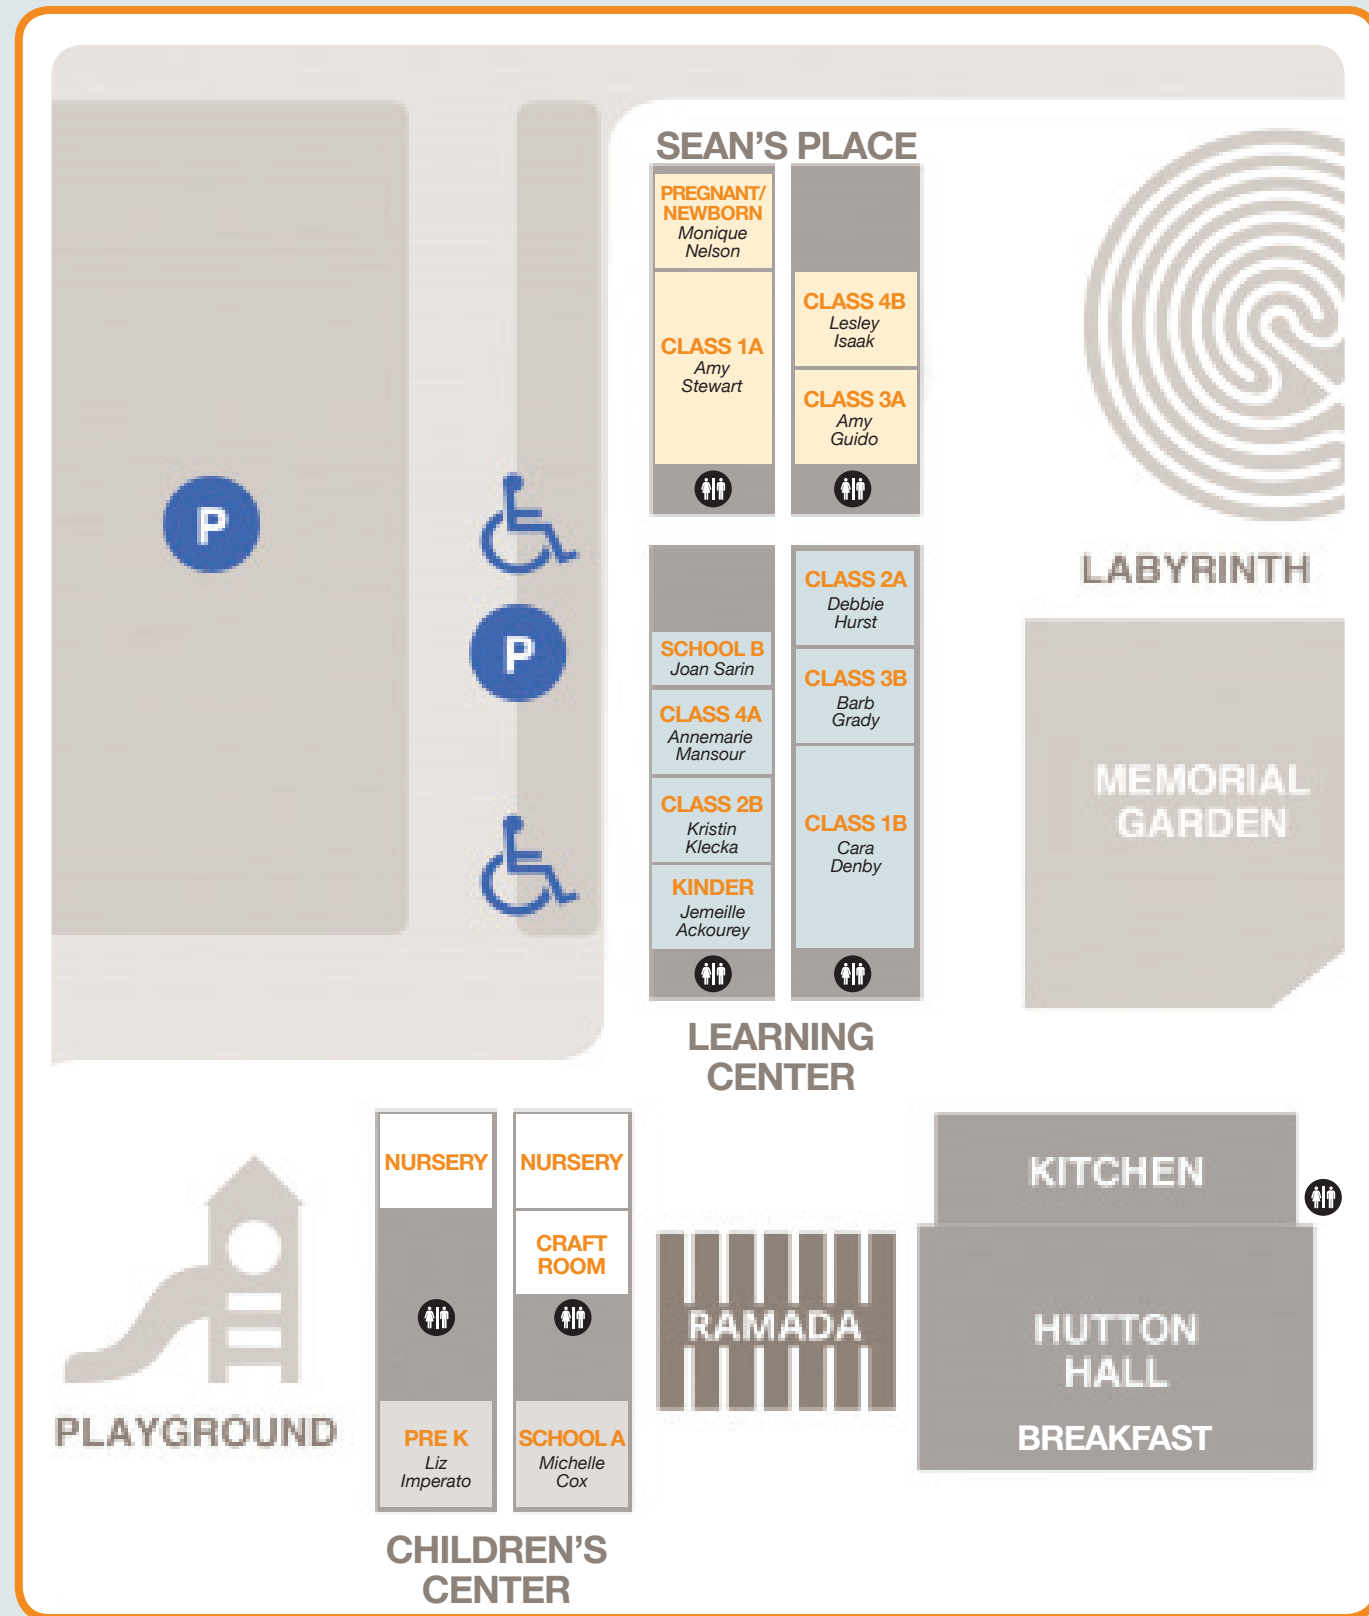 SEAN'S PLACE
PREGNANT/
NEWBORN
Monique
Nelson
CLASS 1A
Amy
Stewart
CLASS 4B
Lesley
Isaak
CLASS 3A
Amy
Guido
LABYRINTH
P
P
SCHOOL B
Joan Sarin
CLASS 4A
Annemarie
Mansour
CLASS 2B
Kristin
Klecka
KINDER
Jemeille
Ackourey
CLASS 2A
Debbie
Hurst
CLASS 3B
Barb
Grady
CLASS 1B
Cara
Denby
MEMORIAL
GARDEN
LEARNING
CENTER
NURSERY
NURSERY
CRAFT
ROOM
PRE K
Liz
Imperato
SCHOOL A
Michelle
Cox
PLAYGROUND
RAMADA
KITCHEN
HUTTON
HALL
BREAKFAST
CHILDREN'S
CENTER